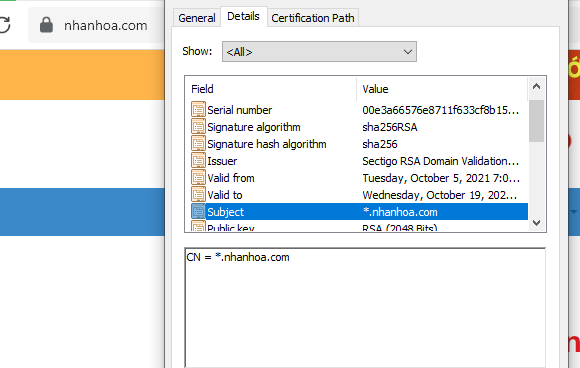 General Details Certification Path
nhanhoa.com
Show: <All>
Field Value
Serial number 00e3a66576e8711f633cf8b15...
Signature algorithm sha256RSA
Signature hash algorithm sha256
Issuer Sectigo RSA Domain Validation...
Valid from Tuesday, October 5, 2021 7:0...
Valid to Wednesday, October 19, 202...
Subject *.nhanhoa.com
Public key RSA (2048 Bits)
CN = *.nhanhoa.com